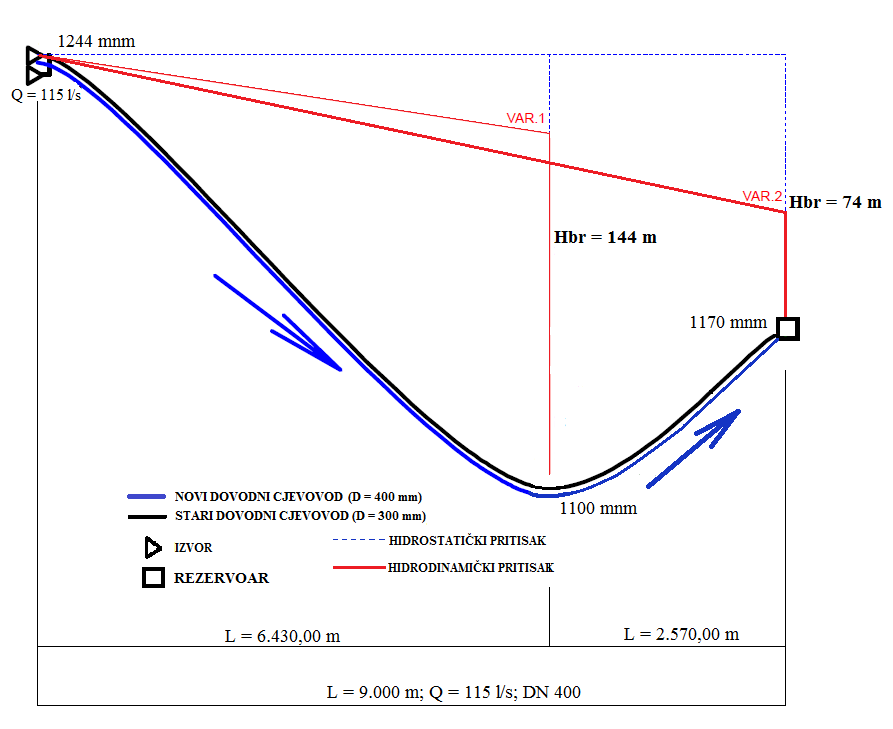 1244 mnm
Q = 115 l/s
VAR.1
VAR.2
Hbr = 74 m
Hbr = 144 m
1170 mnm
1100 mnm
NOVI DOVODNI CJEVOVOD (D = 400 mm)
STARI DOVODNI CJEVOVOD (D = 300 mm)
IZVOR
REZERVOAR
HIDROSTATIČKI PRITISAK
HIDRODINAMIČKI PRITISAK
L = 6.430,00 m
L = 2.570,00 m
L = 9.000 m; Q = 115 l/s; DN 400